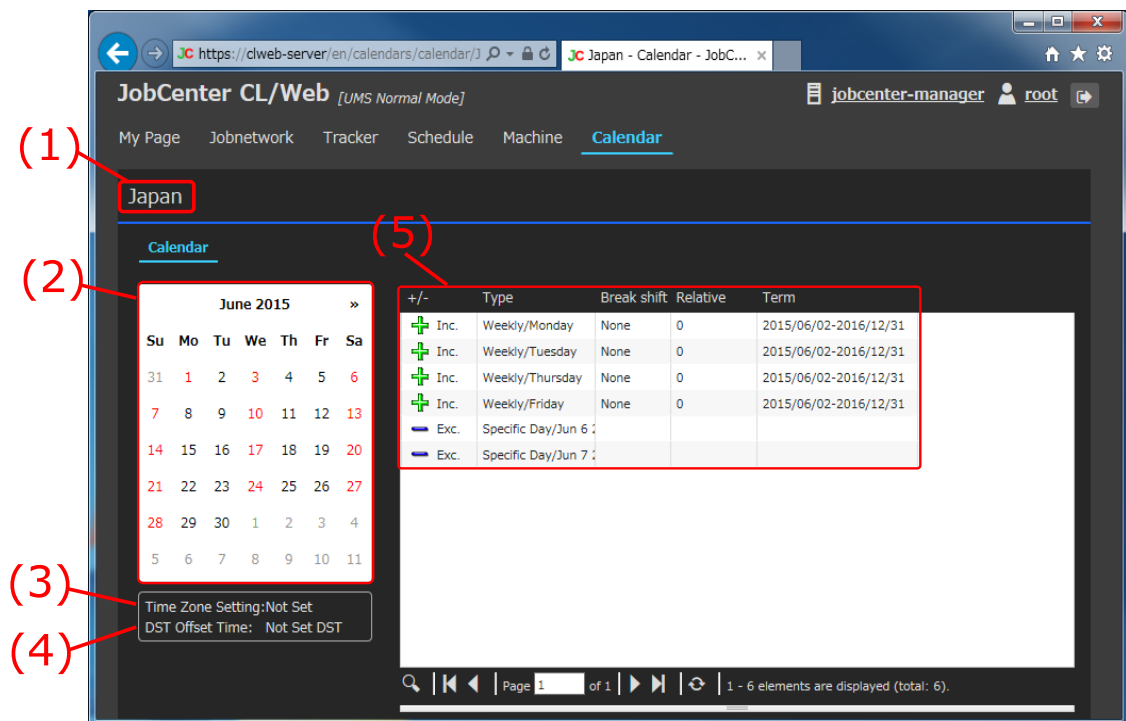 https://clweb-server/en/calendars/calendar/J
JC Japan - Calendar - JobC...
JobCenter CL/Web [UMS Normal Mode]
jobcenter-manager root
My Page Jobnetwork Tracker Schedule Machine Calendar
(1)
Japan
(5)
Calendar
(2)
June 2015 »
Su Mo Tu We Th Fr Sa
31 1 2 3 4 5 6
7 8 9 10 11 12 13
14 15 16 17 18 19 20
21 22 23 24 25 26 27
28 29 30 1 2 3 4
5 6 7 8 9 10 11
+/- Type Break shift Relative Term
Inc. Weekly/Monday None 0 2015/06/02-2016/12/31
Inc. Weekly/Tuesday None 0 2015/06/02-2016/12/31
Inc. Weekly/Thursday None 0 2015/06/02-2016/12/31
Inc. Weekly/Friday None 0 2015/06/02-2016/12/31
Exc. Specific Day/Jun 6
Exc. Specific Day/Jun 7
(3)
Time Zone Setting:Not Set
(4)
DST Offset Time: Not Set DST
Page 1 of 1 1 - 6 elements are displayed (total: 6).